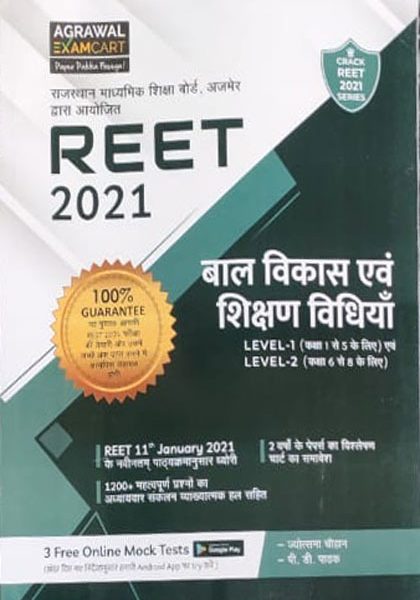 AGRAWAL
EXAMCART
Paper Pakka Fasega!
CRACK
REET
2021
SERIES
राजस्थान माध्यमिक शिक्षा बोर्ड, अजमेर
द्वारा आयोजित
REET
2021
बाल विकास एवं
शिक्षण विधियाँ
LEVEL-1 (कक्षा 1 से 5 के लिए) एवं
LEVEL-2 (कक्षा 6 से 8 के लिए)
100%
GUARANTEE
REET 11th January 2021
के नवीनतम् पाठ्यक्रमानुसार थ्योरी
2 वर्षों के पेपर्स का विश्लेषण
चार्ट का समावेश
1200+ महत्वपूर्ण प्रश्नों का
अध्यायवार संकलन व्याख्यात्मक हल सहित
3 Free Online Mock Tests
Google Play
- ज्योत्सना चौहान
- पी. डी. पाठक